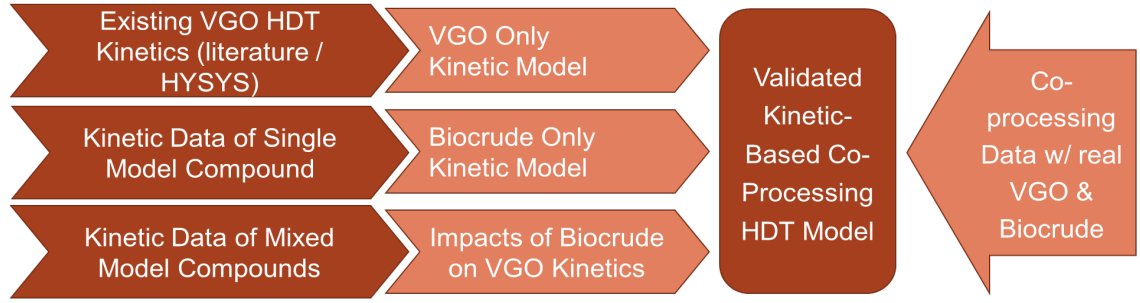 Existing VGO HDT
Kinetics (literature /
HYSYS)
VGO Only
Kinetic Model
Kinetic Data of Single
Model Compound
Biocrude Only
Kinetic Model
Kinetic Data of Mixed
Model Compounds
Impacts of Biocrude
on VGO Kinetics
Validated
Kinetic-
Based Co-
Processing
HDT Model
Co-
processing
Data w/ real
VGO &
Biocrude